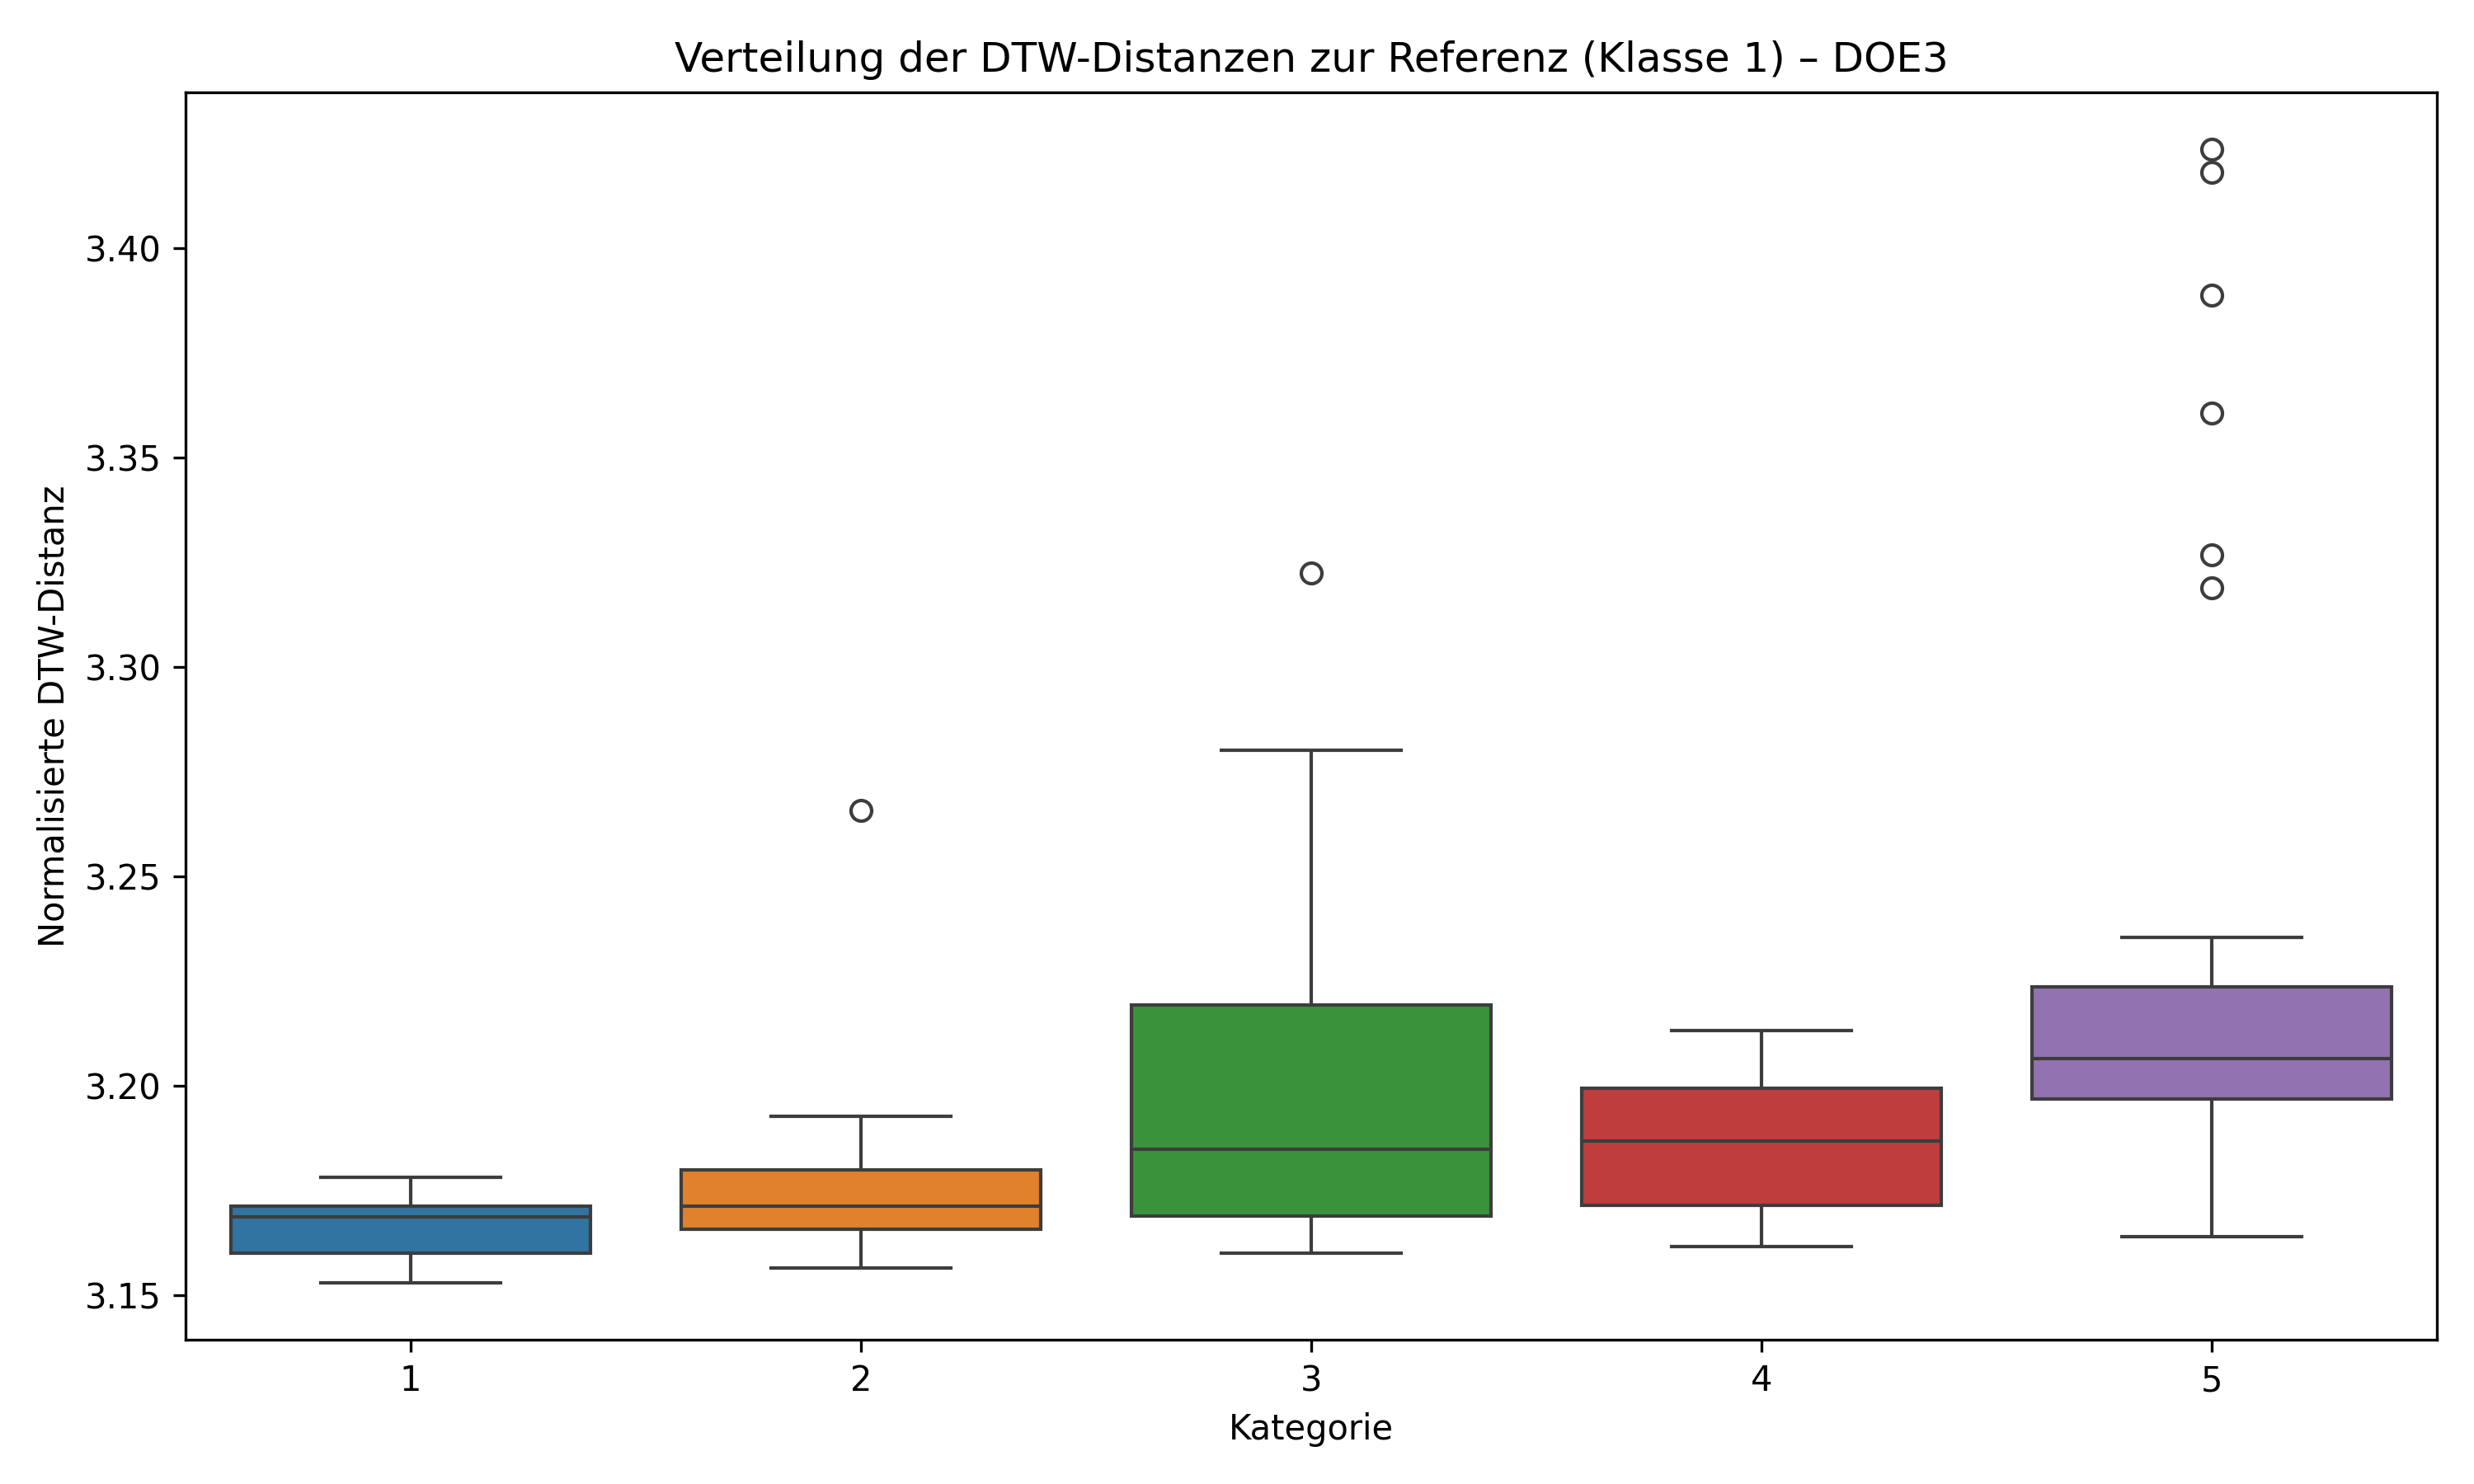 Verteilung der DTW-Distanzen zur Referenz (Klasse 1) – DOE3
Normalisierte DTW-Distanz
3.40
3.35
3.30
3.25
3.20
3.15
1 2 3 4 5
Kategorie